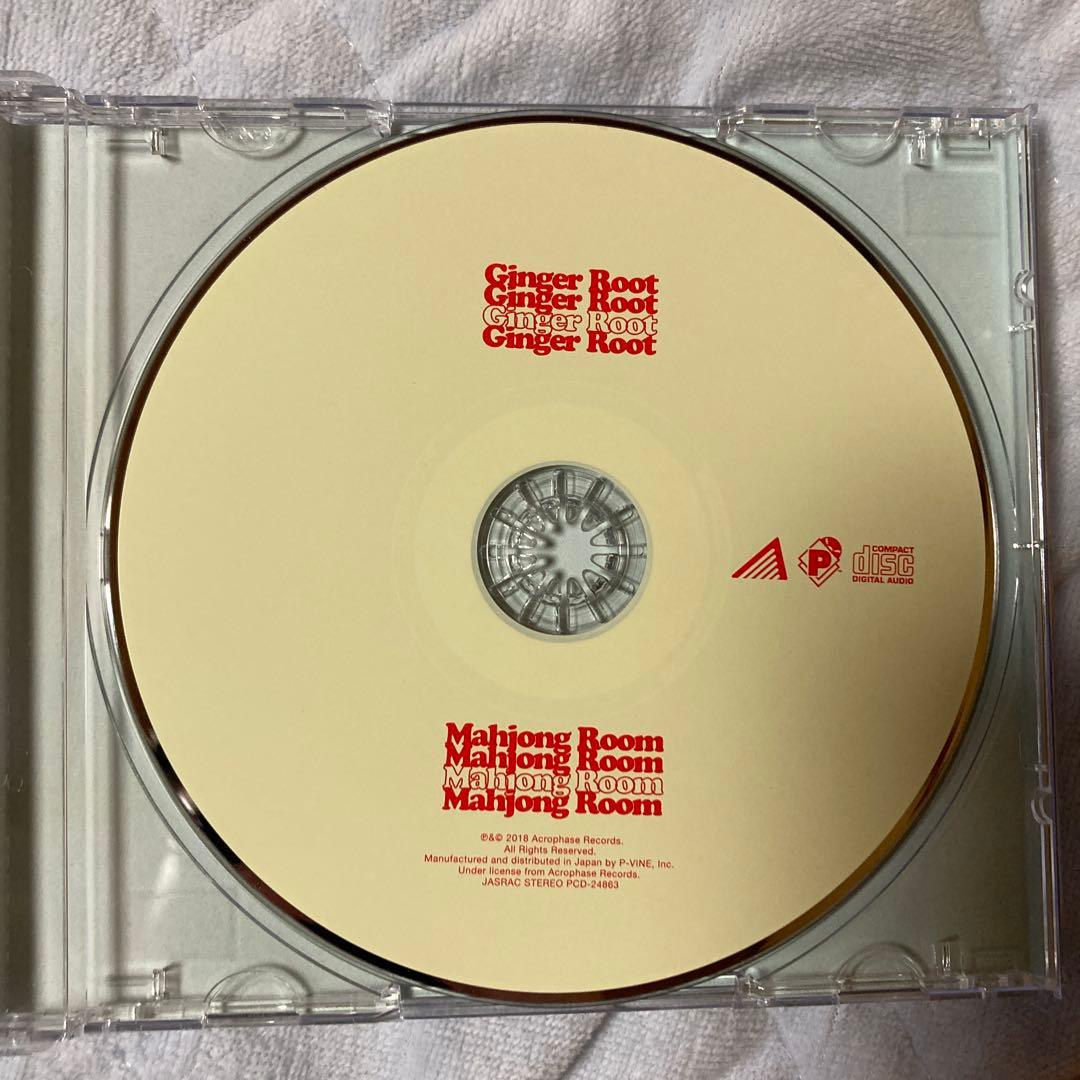 Ginger Root
Ginger Root
Ginger Root
Ginger Root
P
COMPACT
disc
DIGITAL AUDIO
Mahjong Room
Mahjong Room
Mahjong Room
Mahjong Room
℗&© 2018 Acrophase Records.
All Rights Reserved.
Manufactured and distributed in Japan by P-VINE, Inc.
Under license from Acrophase Records.
JASRAC STEREO PCD-24863